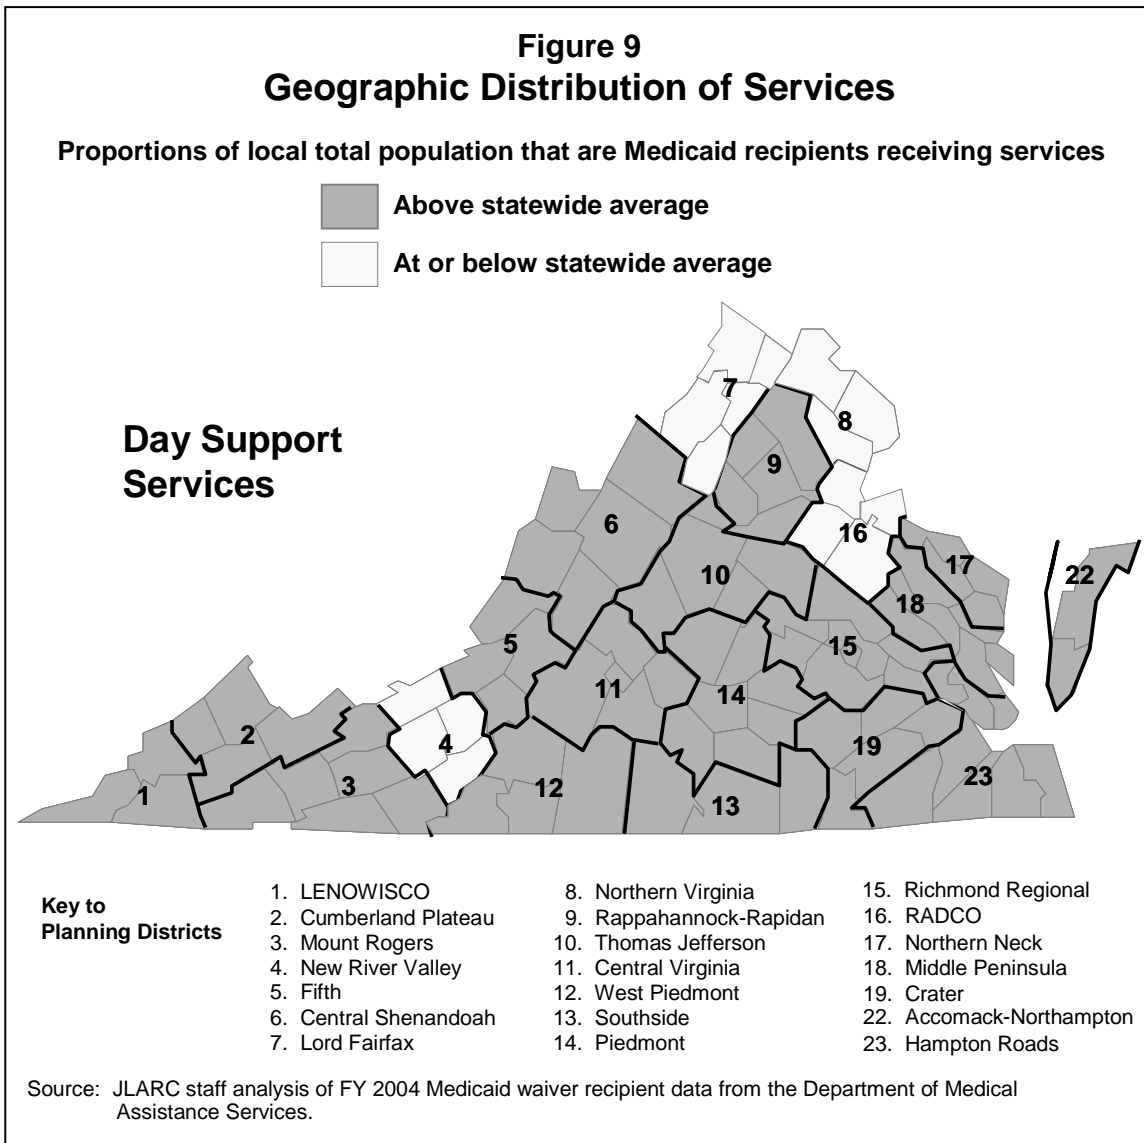 Figure 9
Geographic Distribution of Services
Proportions of local total population that are Medicaid recipients receiving services
Above statewide average
At or below statewide average
Day Support
Services
7
8
9
6
16
10
17
22
18
5
15
11
14
2
4
19
3
12
23
1
13
Key to
Planning Districts
1. LENOWISCO
2. Cumberland Plateau
3. Mount Rogers
4. New River Valley
5. Fifth
6. Central Shenandoah
7. Lord Fairfax
8. Northern Virginia
9. Rappahannock-Rapidan
10. Thomas Jefferson
11. Central Virginia
12. West Piedmont
13. Southside
14. Piedmont
15. Richmond Regional
16. RADCO
17. Northern Neck
18. Middle Peninsula
19. Crater
22. Accomack-Northampton
23. Hampton Roads
Source: JLARC staff analysis of FY 2004 Medicaid waiver recipient data from the Department of Medical
Assistance Services.